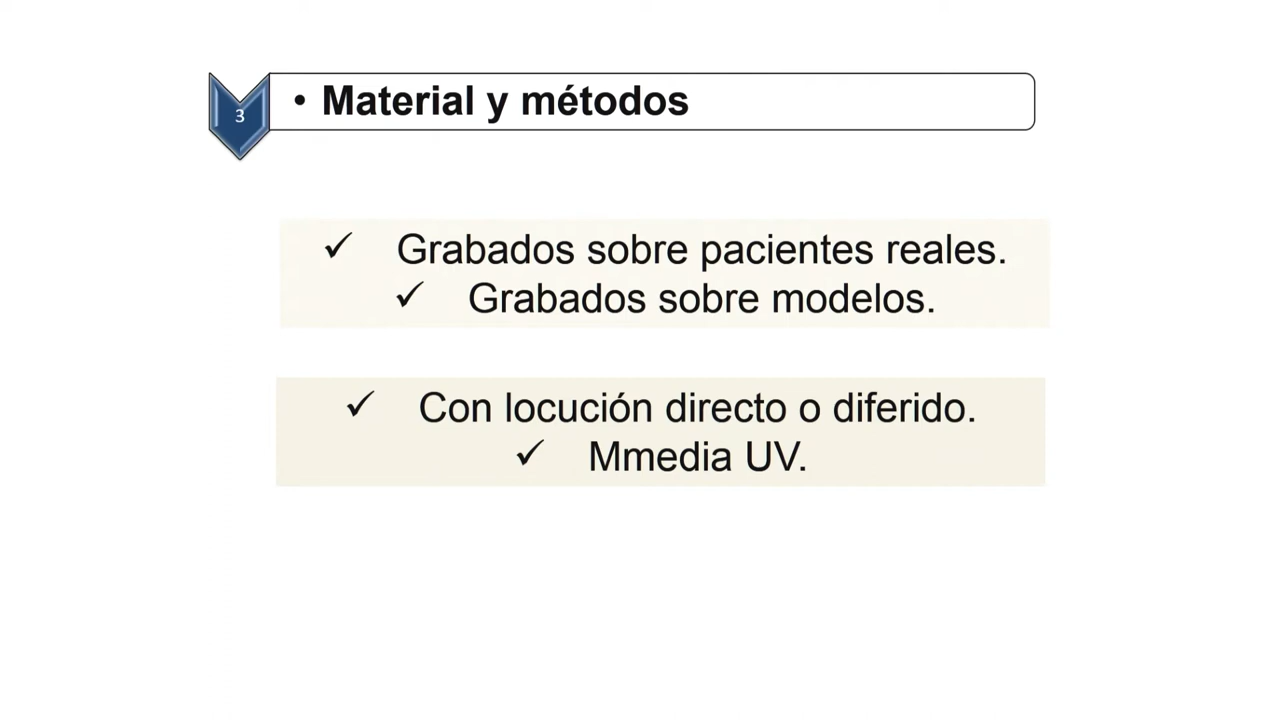 3
• Material y métodos
✓ Grabados sobre pacientes reales.
✓ Grabados sobre modelos.
✓ Con locución directo o diferido.
✓ Mmedia UV.